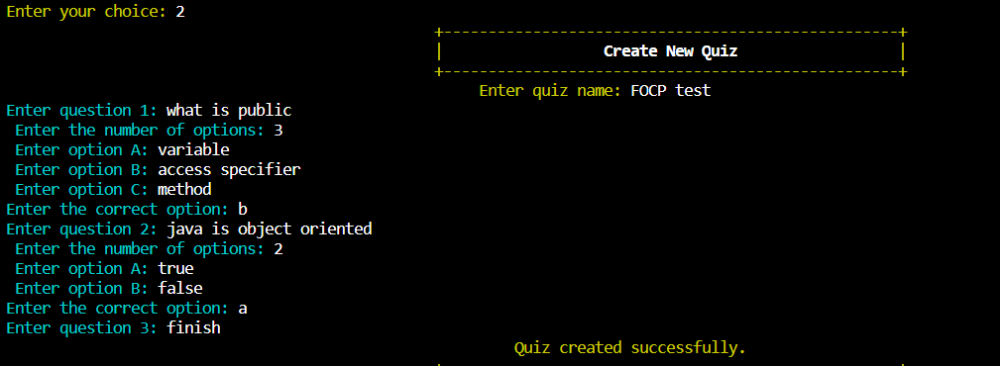 Enter your choice: 2
+---------------------------------------------------+
| Create New Quiz |
+---------------------------------------------------+
Enter quiz name: FOCP test
Enter question 1: what is public
Enter the number of options: 3
Enter option A: variable
Enter option B: access specifier
Enter option C: method
Enter the correct option: b
Enter question 2: java is object oriented
Enter the number of options: 2
Enter option A: true
Enter option B: false
Enter the correct option: a
Enter question 3: finish
Quiz created successfully.